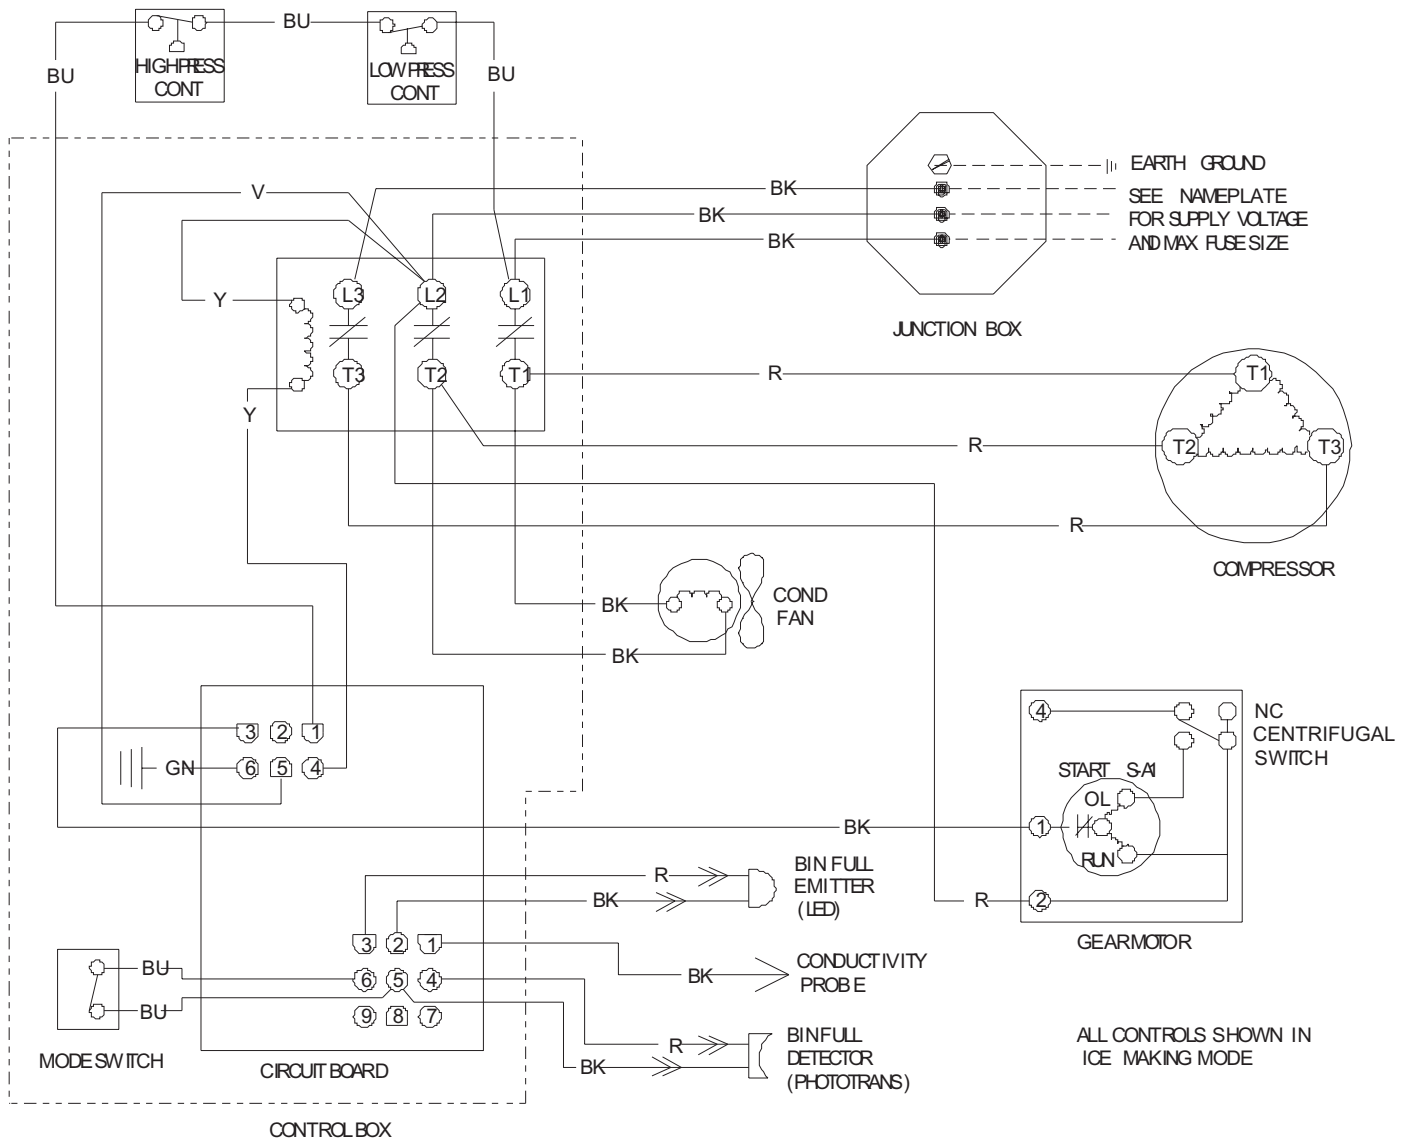 BU
BU
BU
HIGH PRESS
CONT
LOW PRESS
CONT
V
BK
BK
BK
EARTH GROUND
SEE NAMEPLATE
FOR SUPPLY VOLTAGE
AND MAX FUSE SIZE
JUNCTION BOX
Y
L3
L2
L1
T3
T2
T1
Y
R
R
R
T1
T2
T3
COMPRESSOR
BK
BK
COND
FAN
3
2
1
6
5
4
GN
4
NC
CENTRIFUGAL
SWITCH
START S-A1
OL
1
RUN
2
R
GEARMOTOR
BK
R
BK
BIN FULL
EMITTER
(LED)
3
2
1
6
5
4
9
8
7
BK
CONDUCTIVITY
PROBE
BU
BU
MODE SWITCH
R
BK
BIN FULL
DETECTOR
(PHOTOTRANS)
CIRCUIT BOARD
CONTROL BOX
ALL CONTROLS SHOWN IN
ICE MAKING MODE